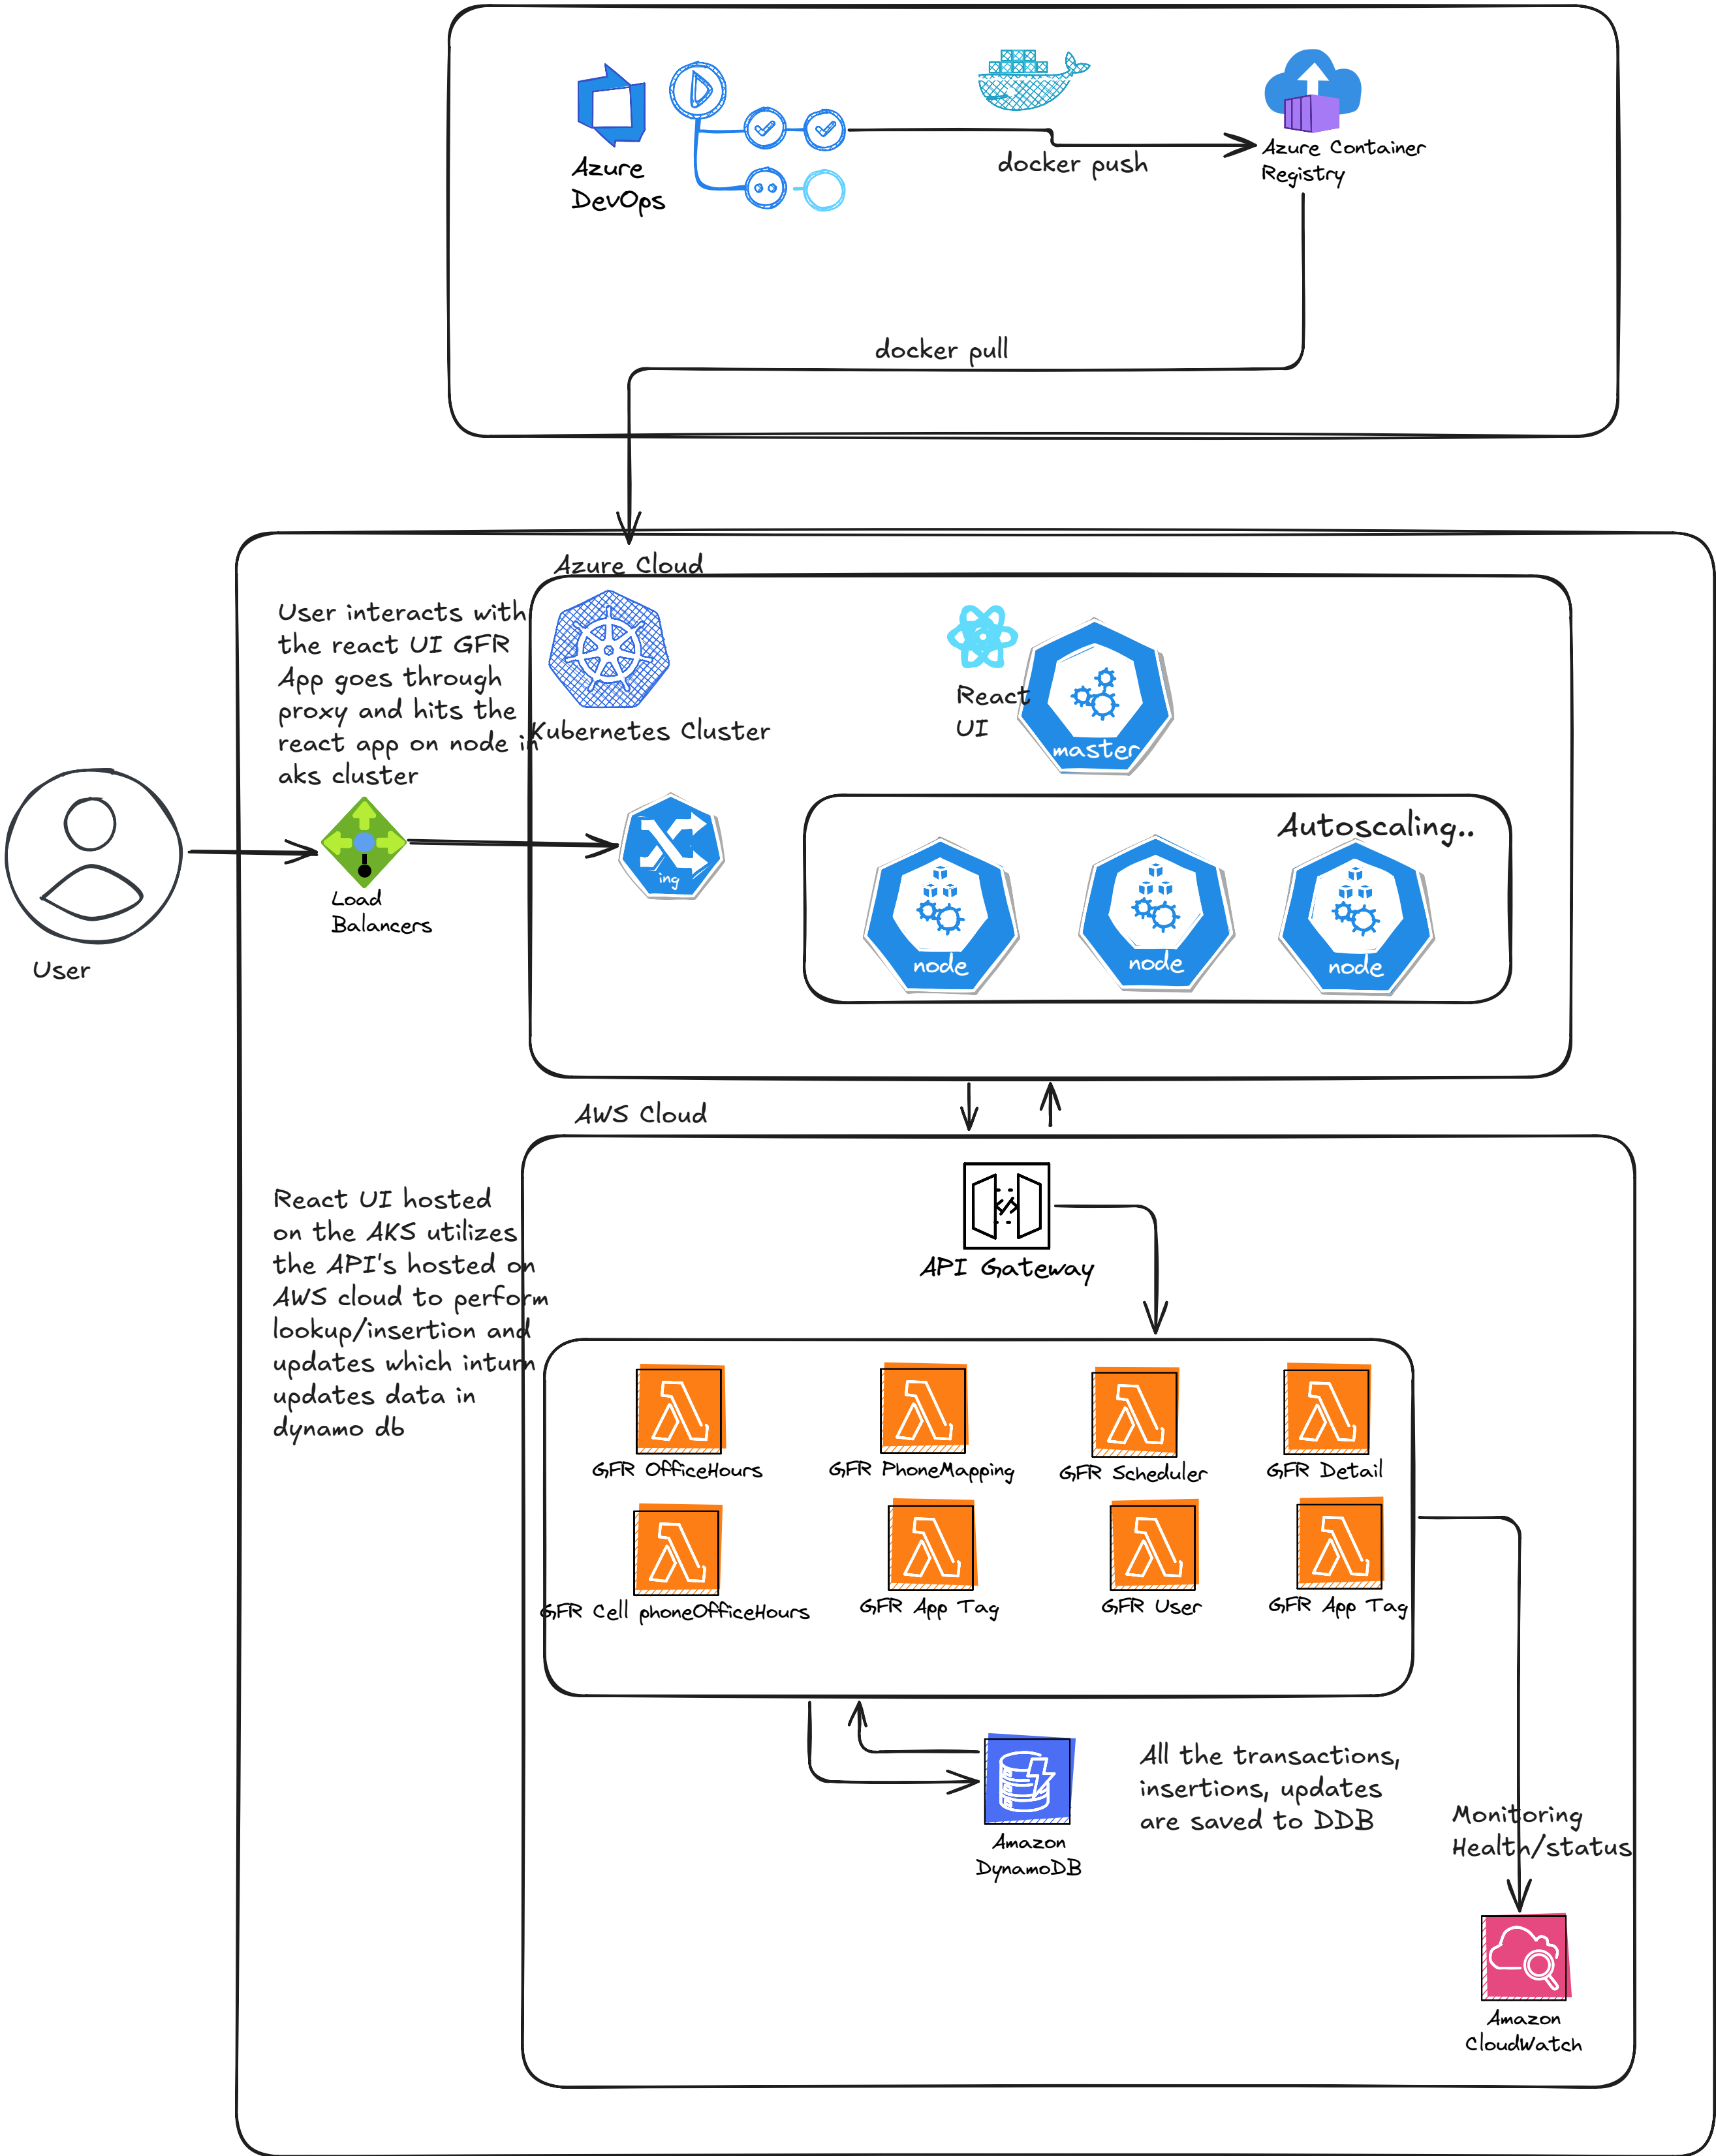 Azure
DevOps
docker push
Azure Container
Registry
docker pull
Azure Cloud
User interacts with
the react UI GFR
App goes through
proxy and hits the
react app on node in
aks cluster
Kubernetes Cluster
React
UI
master
Autoscaling..
ing
node
node
node
Load
Balancers
User
AWS Cloud
React UI hosted
on the AKS utilizes
the API's hosted on
AWS cloud to perform
lookup/insertion and
updates which inturn
updates data in
dynamo db
API Gateway
GFR OfficeHours
GFR PhoneMapping
GFR Scheduler
GFR Detail
GFR Cell phoneOfficeHours
GFR App Tag
GFR User
GFR App Tag
All the transactions,
insertions, updates
are saved to DDB
Amazon
DynamoDB
Monitoring
Health/status
Amazon
CloudWatch